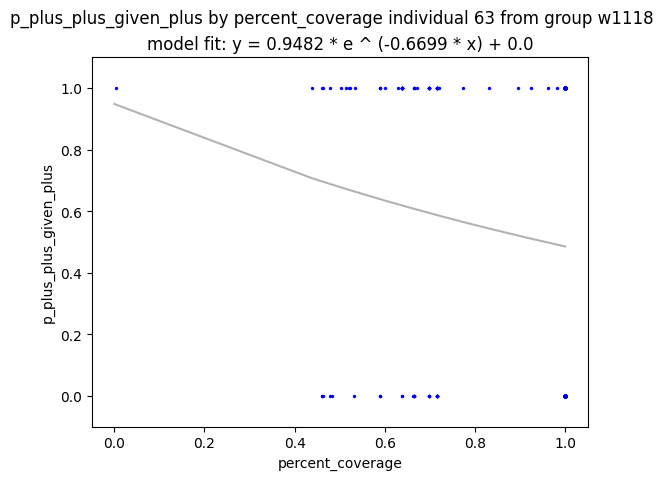 p_plus_plus_given_plus by percent_coverage individual 63 from group w1118
model fit: y = 0.9482 * e ^ (-0.6699 * x) + 0.0
p_plus_plus_given_plus
1.0
0.8
0.6
0.4
0.2
0.0
0.0 0.2 0.4 0.6 0.8 1.0
percent_coverage